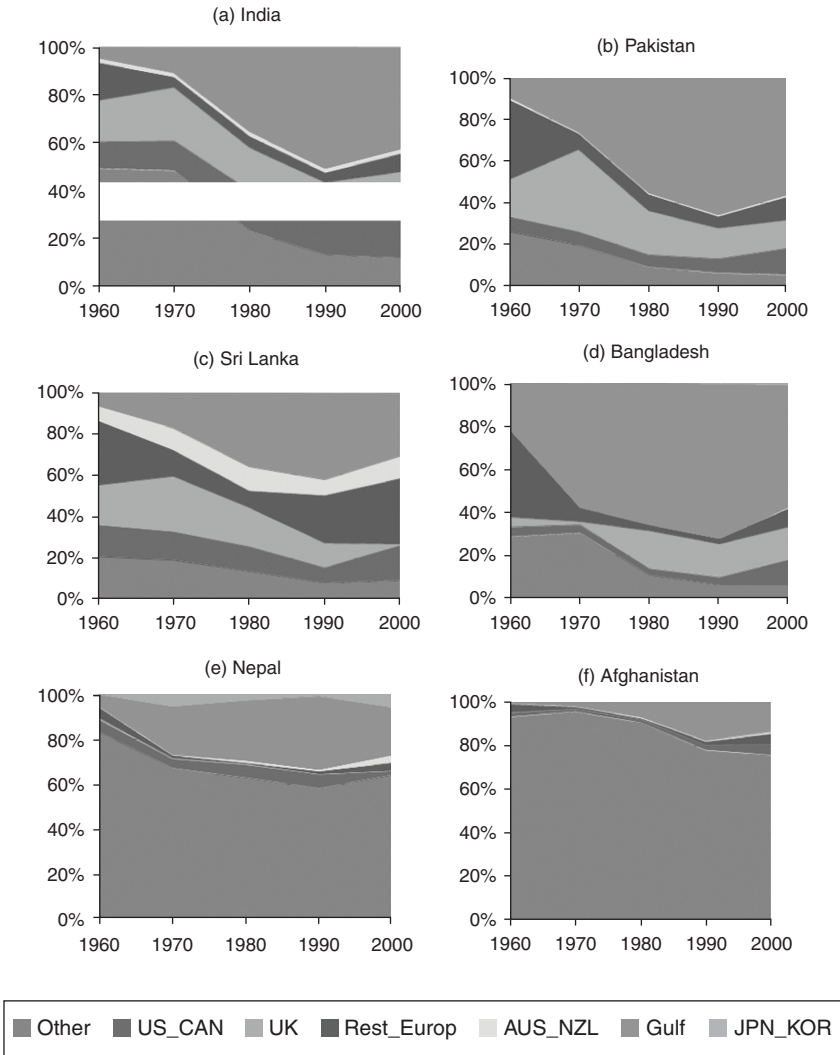 (a) India
100%
80%
60%
40%
20%
0%
1960 1970 1980 1990 2000
(b) Pakistan
100%
80%
60%
40%
20%
0%
1960 1970 1980 1990 2000
(c) Sri Lanka
100%
80%
60%
40%
20%
0%
1960 1970 1980 1990 2000
(d) Bangladesh
100%
80%
60%
40%
20%
0%
1960 1970 1980 1990 2000
(e) Nepal
100%
80%
60%
40%
20%
0%
1960 1970 1980 1990 2000
(f) Afghanistan
100%
80%
60%
40%
20%
0%
1960 1970 1980 1990 2000
Other US_CAN UK Rest_Europ AUS_NZL Gulf JPN_KOR